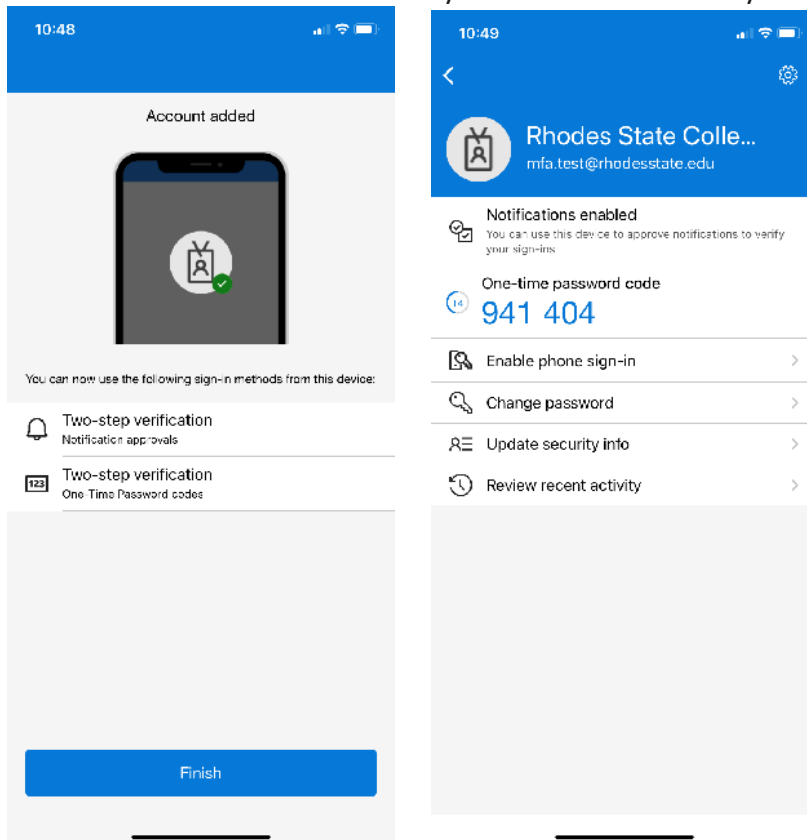 10:48
Account added
You can now use the following sign-in methods from this device:
Two-step verification
Notification approvals
123
Two-step verification
One-Time Password codes
Finish
10:49
Rhodes State Colle...
mfa.test@rhodesstate.edu
Notifications enabled
You can use this device to approve notifications to verify
your sign-ins
One-time password code
14
941 404
Enable phone sign-in
Change password
Update security info
Review recent activity